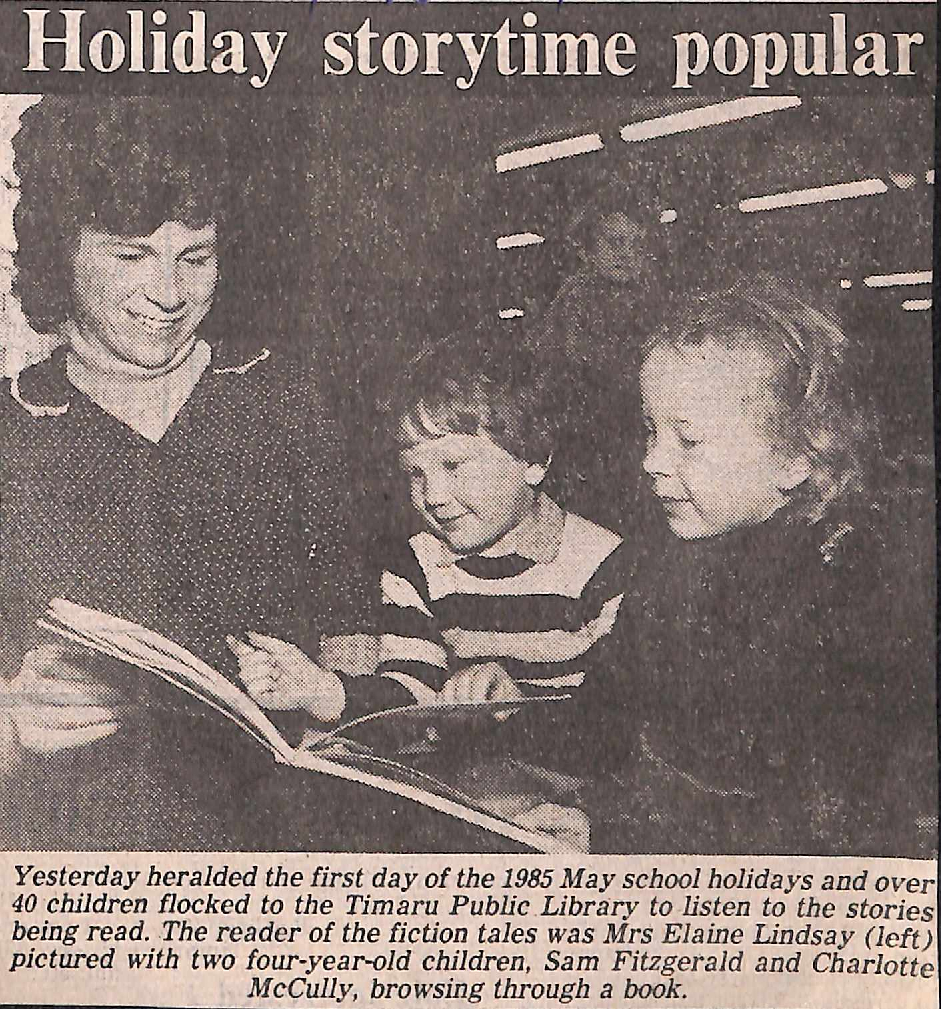 Holiday storytime popular
Yesterday heralded the first day of the 1985 May school holidays and over
40 children flocked to the Timaru Public Library to listen to the stories
being read. The reader of the fiction tales was Mrs Elaine Lindsay (left)
pictured with two four-year-old children, Sam Fitzgerald and Charlotte
McCully, browsing through a book.